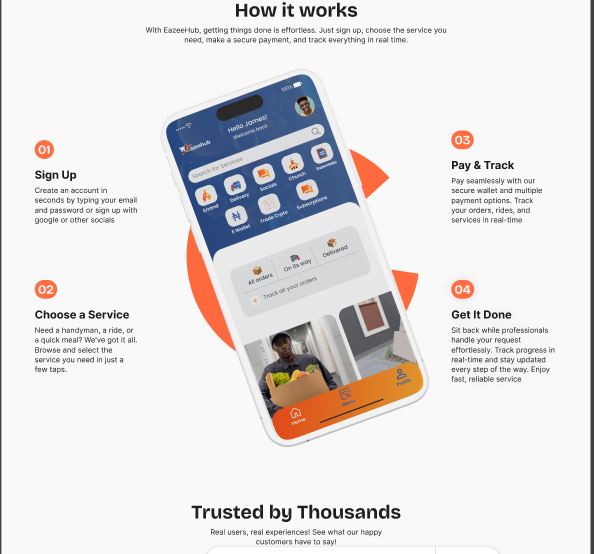 How it works
With EazeeHub, getting things done is effortless. Just sign up, choose the service you
need, make a secure payment, and track everything in real time.
01
Sign Up
Create an account in
seconds by typing your email
and password or sign up with
google or other socials
02
Choose a Service
Need a handyman, a ride, or
a quick meal? We've got it all.
Browse and select the
service you need in just a
few taps.
100%
Hello James!
Welcome back
Eazeehub
Search for Services
Errand
Delivery
Socials
Church
E Wallet
Trade Crypto
Subscriptions
All orders
On its way
Delivered
Track all your orders
Home
Menu
Profile
03
Pay & Track
Pay seamlessly with our
secure wallet and multiple
payment options. Track
your orders, rides, and
services in real-time
04
Get It Done
Sit back while professionals
handle your request
effortlessly. Track progress in
real-time and stay updated
every step of the way. Enjoy
fast, reliable service
Trusted by Thousands
Real users, real experiences! See what our happy
customers have to say!